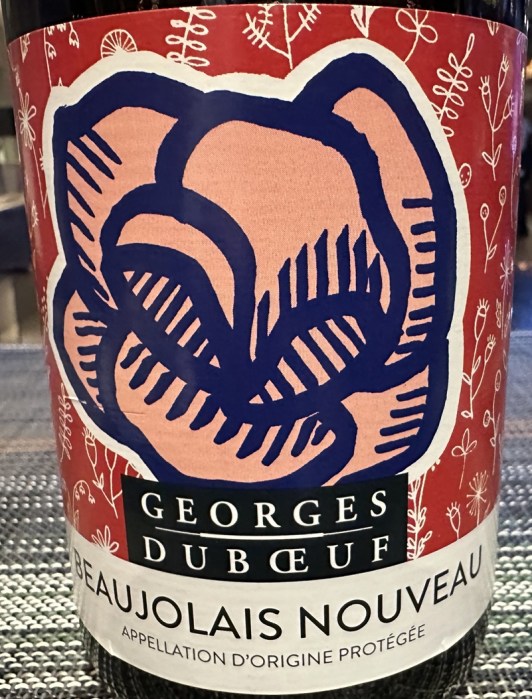 GEORGES
DUBŒUF
BEAUJOLAIS NOUVEAU
APPELLATION D'ORIGINE PROTÉGÉE